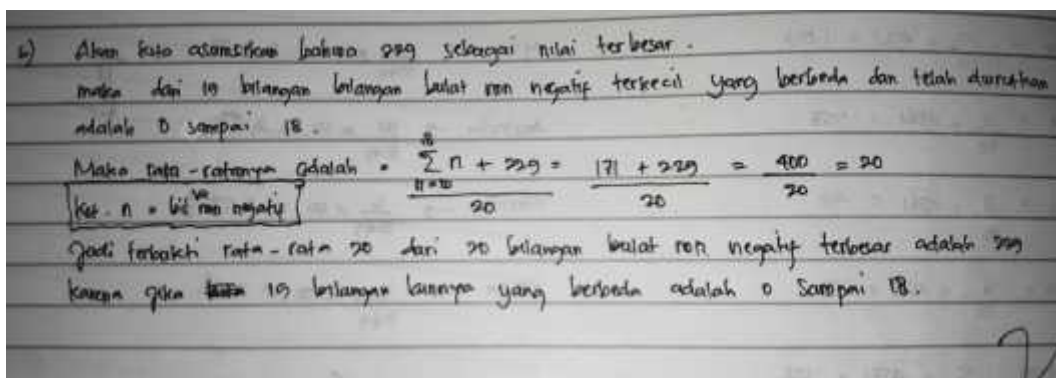 b) Akan kita asumsikan bahwa 229 sebagai nilai terbesar.
maka dari 19 bilangan bilangan bulat non negatif terkecil yang berbeda dan telah diurutkan
adalah 0 sampai 18.
Maka rata-ratanya adalah = 18 ∑ n + 229 / 20 = 171 + 229 / 20 = 400 / 20 = 20
Ket. n = bil bil non negatif
Jadi terbukti rata-rata 20 dari 20 bilangan bulat non negatif terbesar adalah 229
karena jika 19 bilangan lainnya yang berbeda adalah 0 sampai 18.